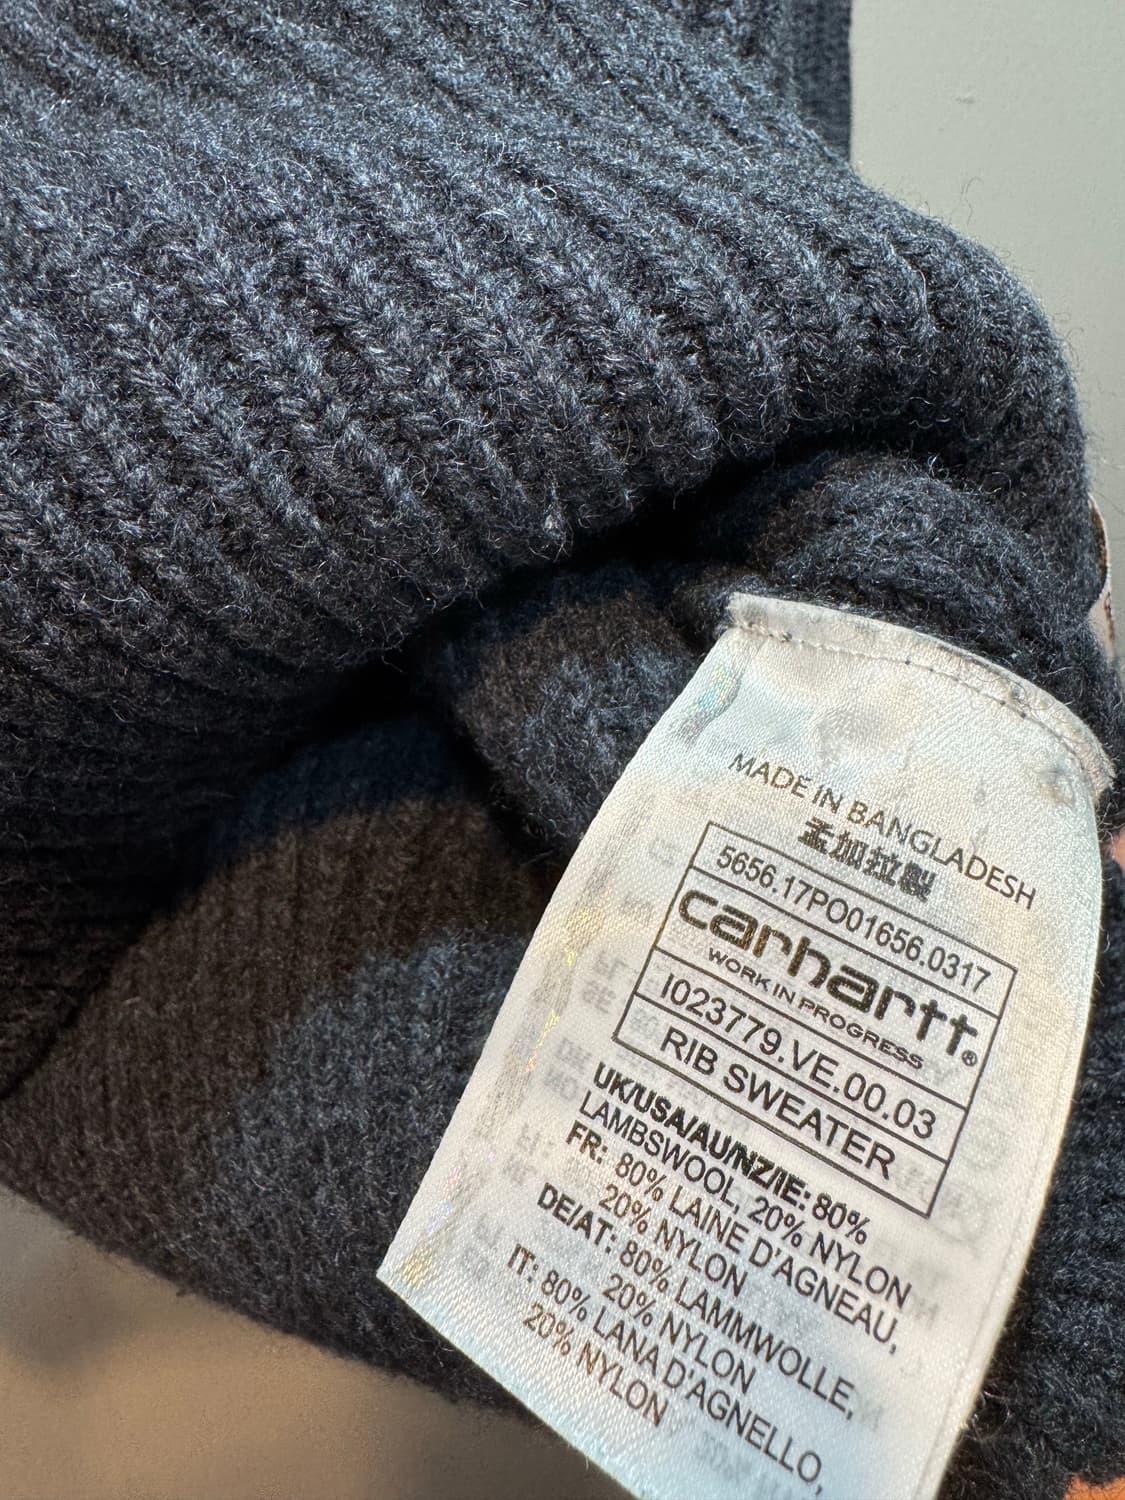 MADE IN BANGLADESH
孟加拉製
5656.17PO01656.0317
carhartt®
WORK IN PROGRESS
I023779.VE.00.03
RIB SWEATER
UK/USA/AU/NZ/IE: 80%
LAMBSWOOL, 20% NYLON
FR: 80% LAINE D'AGNEAU,
20% NYLON
DE/AT: 80% LAMMWOLLE,
20% NYLON
IT: 80% LANA D'AGNELLO,
20% NYLON